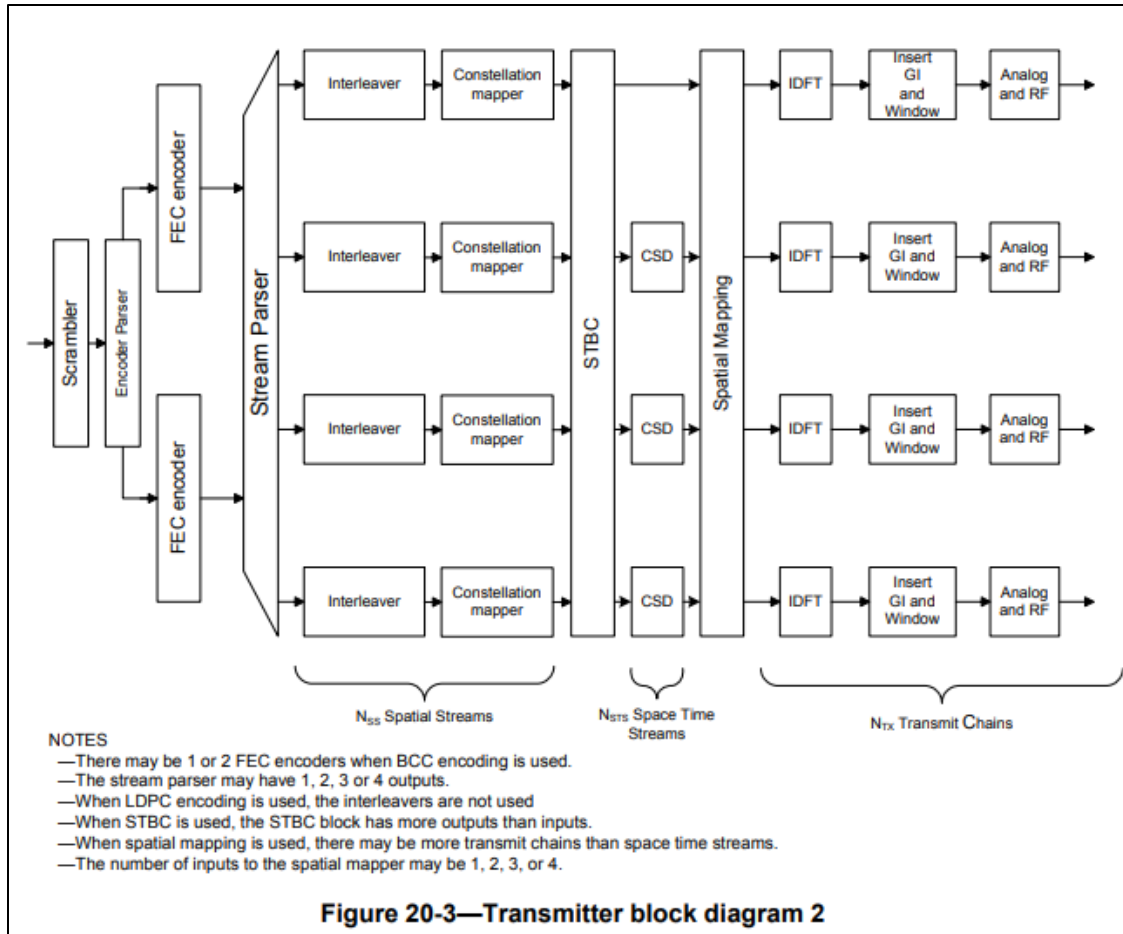 Scrambler
Encoder Parser
FEC encoder
FEC encoder
Stream Parser
Interleaver
Constellation
mapper
STBC
Spatial Mapping
IDFT
Insert
GI
and
Window
Analog
and RF
Interleaver
Constellation
mapper
CSD
IDFT
Insert
GI and
Window
Analog
and RF
Interleaver
Constellation
mapper
CSD
IDFT
Insert
GI and
Window
Analog
and RF
Interleaver
Constellation
mapper
CSD
IDFT
Insert
GI and
Window
Analog
and RF
NSS Spatial Streams
NSTS Space Time
Streams
NTX Transmit Chains
NOTES
—There may be 1 or 2 FEC encoders when BCC encoding is used.
—The stream parser may have 1, 2, 3 or 4 outputs.
—When LDPC encoding is used, the interleavers are not used
—When STBC is used, the STBC block has more outputs than inputs.
—When spatial mapping is used, there may be more transmit chains than space time streams.
—The number of inputs to the spatial mapper may be 1, 2, 3, or 4.
Figure 20-3—Transmitter block diagram 2